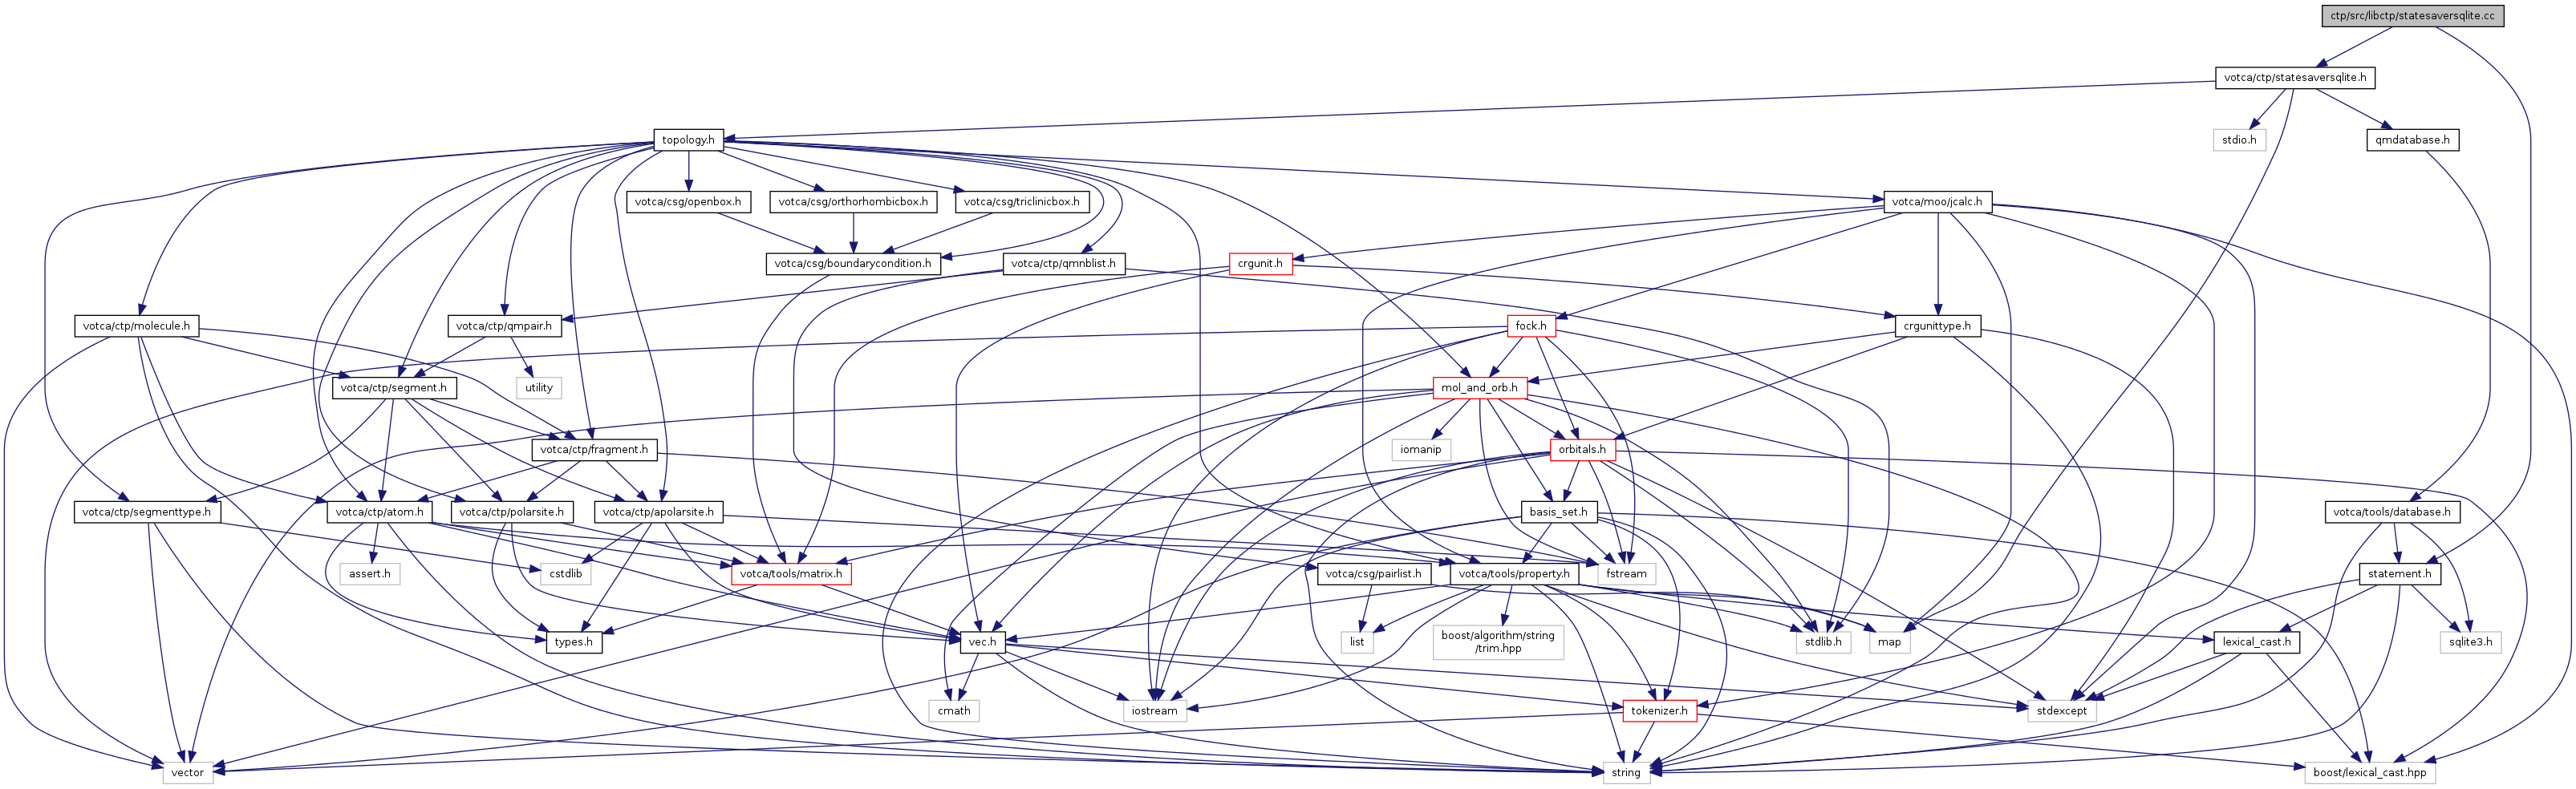 ctp/src/libctp/statesaversqlite.cc
votca/ctp/statesaversqlite.h
topology.h
stdio.h
qmdatabase.h
votca/csg/openbox.h
votca/csg/orthorhombicbox.h
votca/csg/triclinicbox.h
votca/moo/jcalc.h
votca/csg/boundarycondition.h
votca/ctp/qmnblist.h
crgunit.h
votca/ctp/molecule.h
votca/ctp/qmpair.h
fock.h
crgunittype.h
votca/ctp/segment.h
utility
mol_and_orb.h
votca/ctp/fragment.h
iomanip
orbitals.h
votca/ctp/segmenttype.h
votca/ctp/atom.h
votca/ctp/polarsite.h
votca/ctp/apolarsite.h
basis_set.h
votca/tools/database.h
assert.h
cstdlib
votca/tools/matrix.h
votca/csg/pairlist.h
votca/tools/property.h
fstream
statement.h
types.h
vec.h
list
boost/algorithm/string
/trim.hpp
stdlib.h
map
lexical_cast.h
sqlite3.h
cmath
iostream
tokenizer.h
stdexcept
vector
string
boost/lexical_cast.hpp